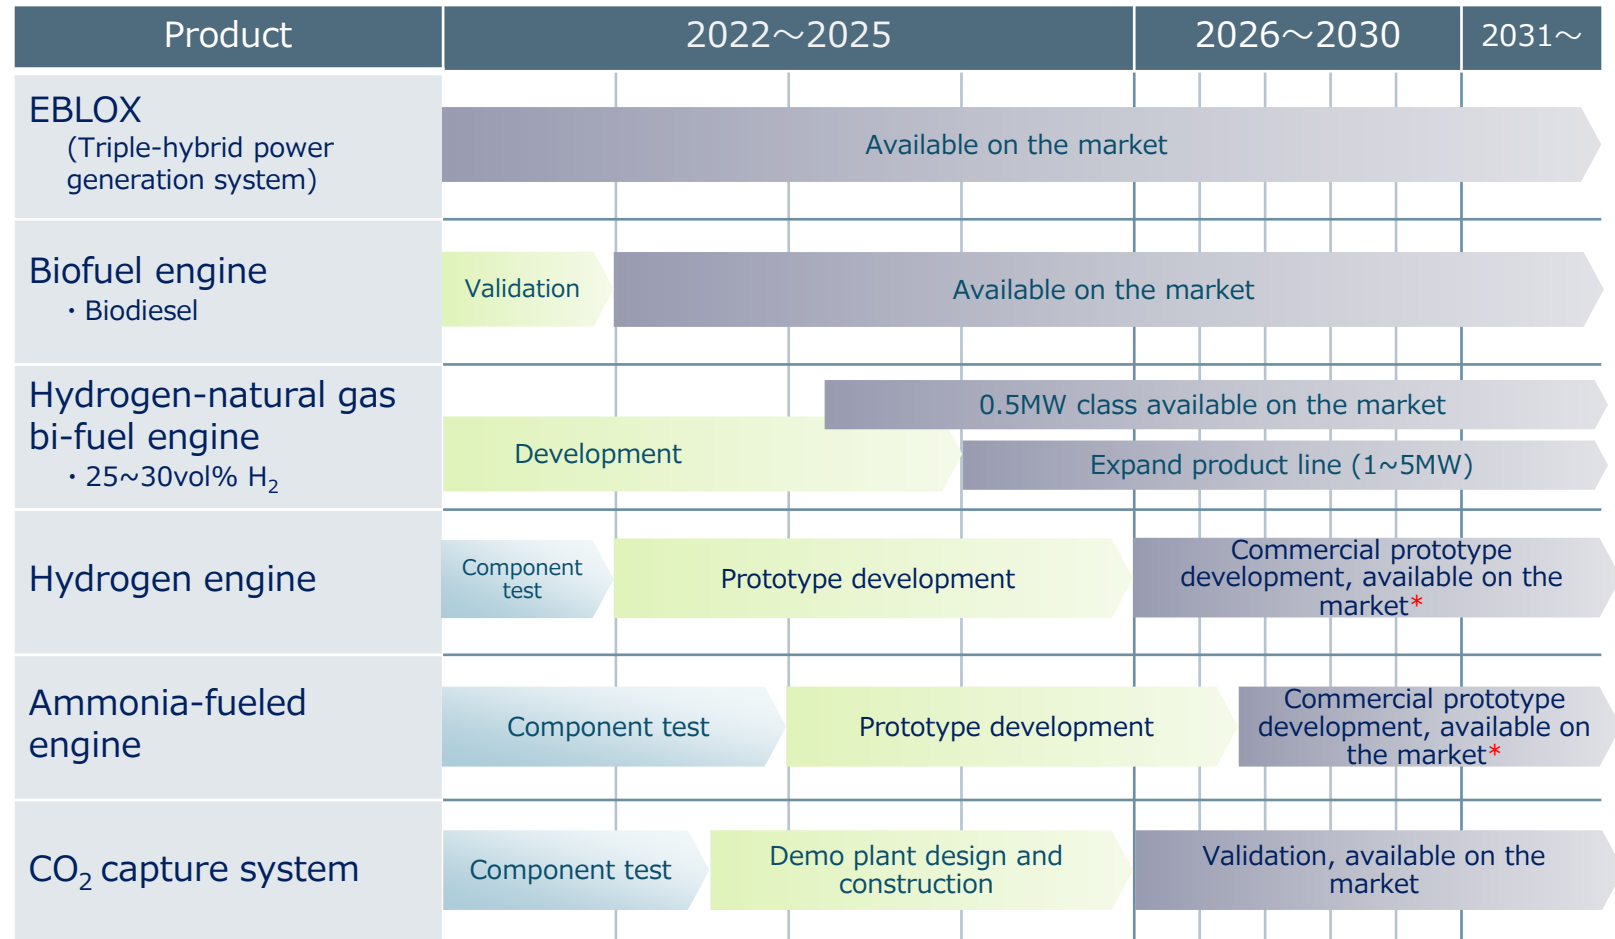 Product
2022～2025
2026～2030
2031～
EBLOX
(Triple-hybrid power
generation system)
Available on the market
Biofuel engine
・Biodiesel
Validation
Available on the market
Hydrogen-natural gas
bi-fuel engine
・25~30vol% H₂
Development
0.5MW class available on the market
Expand product line (1~5MW)
Hydrogen engine
Component
test
Prototype development
Commercial prototype
development, available on the
market*
Ammonia-fueled
engine
Component test
Prototype development
Commercial prototype
development, available on
the market*
CO₂ capture system
Component test
Demo plant design and
construction
Validation, available on the
market